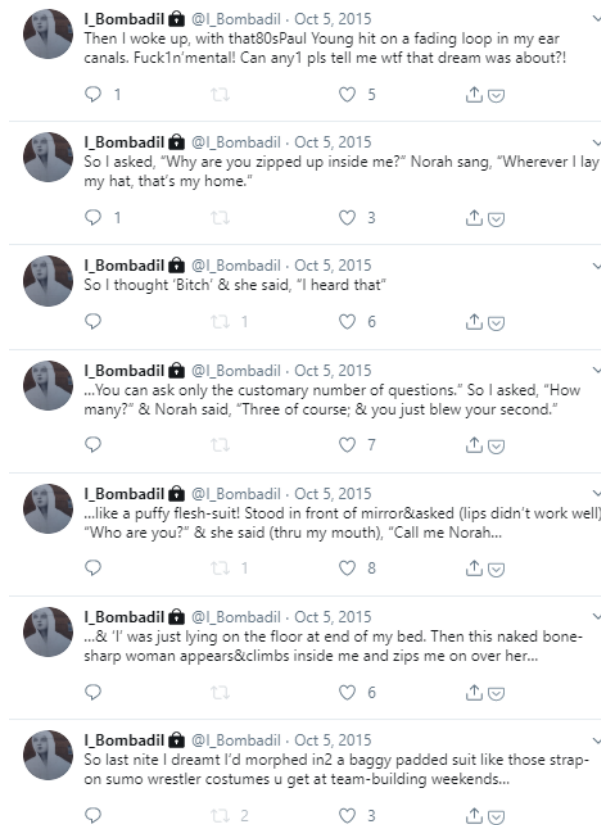 I_Bombadil @I_Bombadil · Oct 5, 2015
Then I woke up, with that80sPaul Young hit on a fading loop in my ear
canals. Fuck1n'mental! Can any1 pls tell me wtf that dream was about?!
1 5
I_Bombadil @I_Bombadil · Oct 5, 2015
So I asked, “Why are you zipped up inside me?” Norah sang, “Wherever I lay
my hat, that’s my home.”
1 3
I_Bombadil @I_Bombadil · Oct 5, 2015
So I thought ‘Bitch’ & she said, “I heard that”
1 6
I_Bombadil @I_Bombadil · Oct 5, 2015
...You can ask only the customary number of questions.” So I asked, “How
many?” & Norah said, “Three of course; & you just blew your second.”
7
I_Bombadil @I_Bombadil · Oct 5, 2015
...like a puffy flesh-suit! Stood in front of mirror&asked (lips didn’t work well)
“Who are you?” & she said (thru my mouth), “Call me Norah...
1 8
I_Bombadil @I_Bombadil · Oct 5, 2015
...& ‘I’ was just lying on the floor at end of my bed. Then this naked bone-
sharp woman appears&climbs inside me and zips me on over her...
6
I_Bombadil @I_Bombadil · Oct 5, 2015
So last nite I dreamt I’d morphed in2 a baggy padded suit like those strap-
on sumo wrestler costumes u get at team-building weekends...
2 3